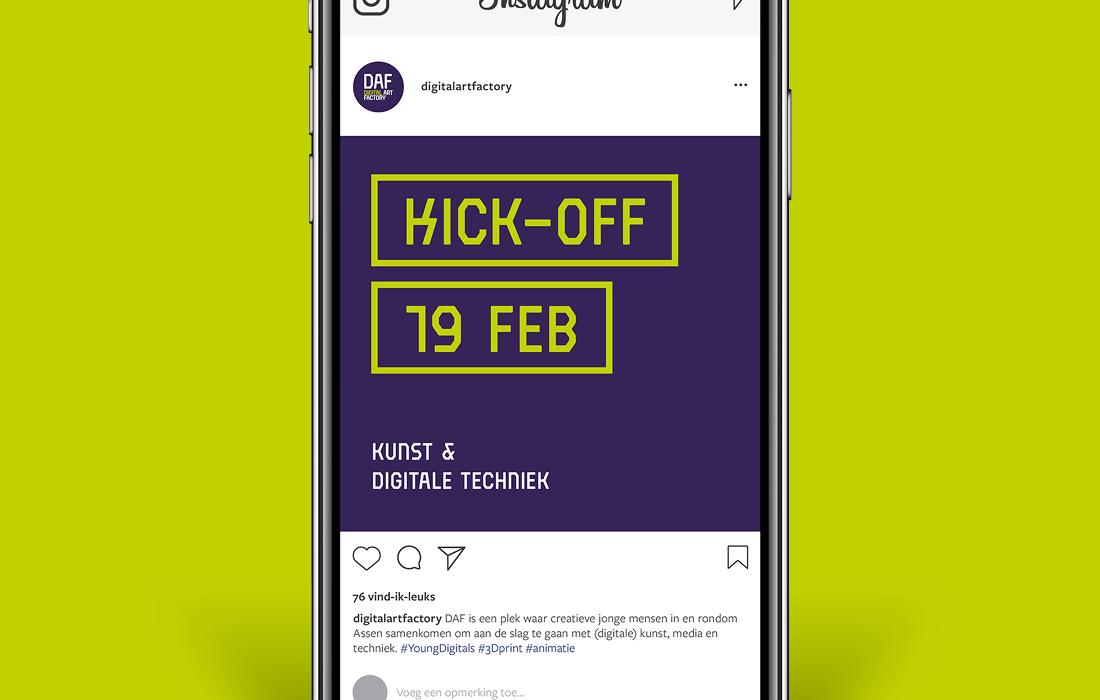 Instagram
DAF
DIGITAL ART
FACTORY
digitalartfactory
KICK-OFF
19 FEB
KUNST &
DIGITALE TECHNIEK
76 vind-ik-leuks
digitalartfactory DAF is een plek waar creatieve jonge mensen in en rondom
Assen samenkomen om aan de slag te gaan met (digitale) kunst, media en
techniek. #YoungDigitals #3Dprint #animatie
Voeg een opmerking toe...